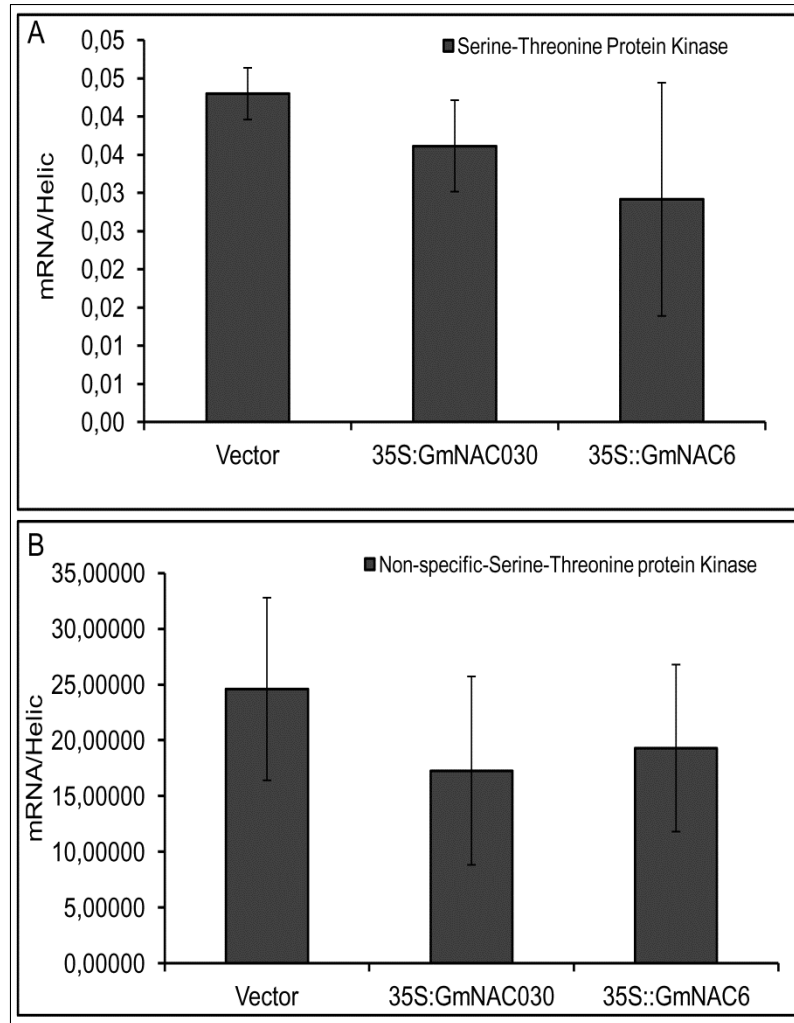 A
Serine-Threonine Protein Kinase
mRNA/Helic
0,05
0,05
0,04
0,04
0,03
0,03
0,02
0,02
0,01
0,01
0,00
Vector 35S:GmNAC030 35S::GmNAC6
B
Non-specific-Serine-Threonine protein Kinase
mRNA/Helic
35,00000
30,00000
25,00000
20,00000
15,00000
10,00000
5,00000
0,00000
Vector 35S:GmNAC030 35S::GmNAC6